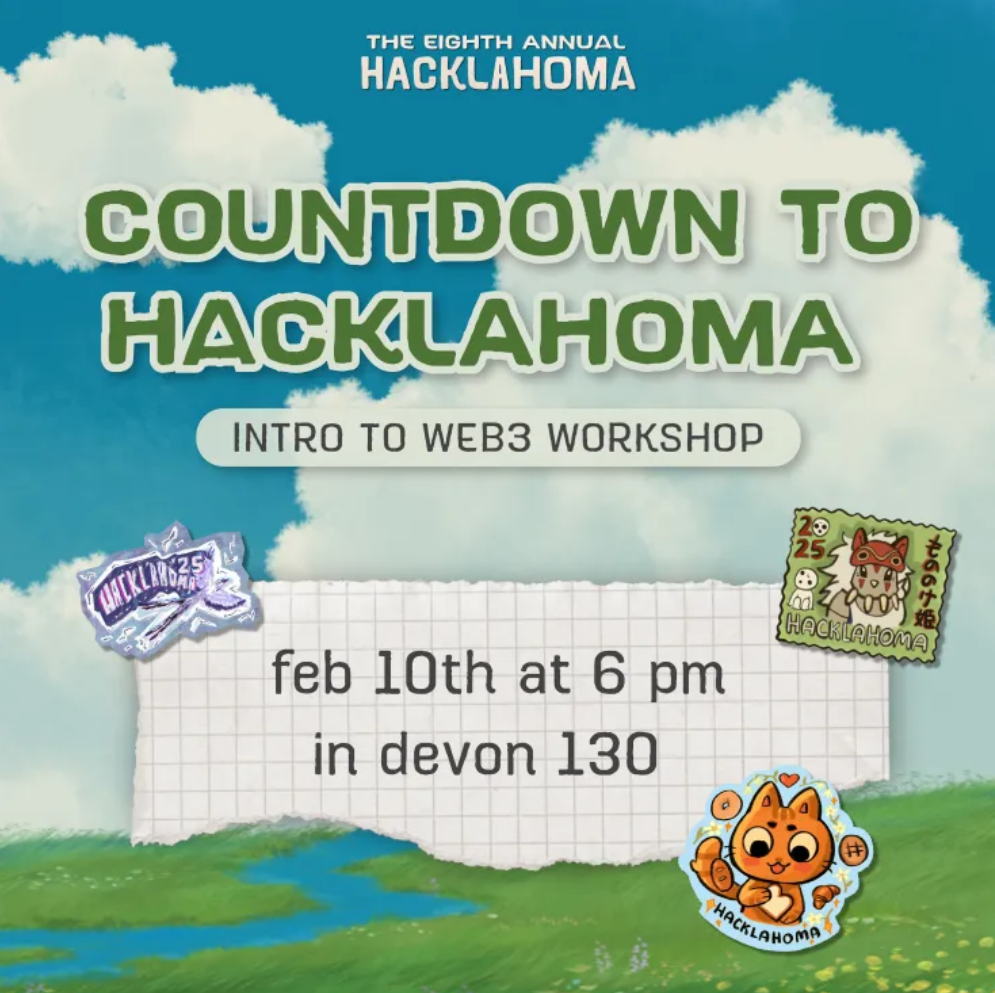 THE EIGHTH ANNUAL
HACKLAHOMA
COUNTDOWN TO
HACKLAHOMA
INTRO TO WEB3 WORKSHOP
HACKLAHOMA '25
20
25
もののけ姫
HACKLAHOMA
feb 10th at 6 pm
in devon 130
HACKLAHOMA